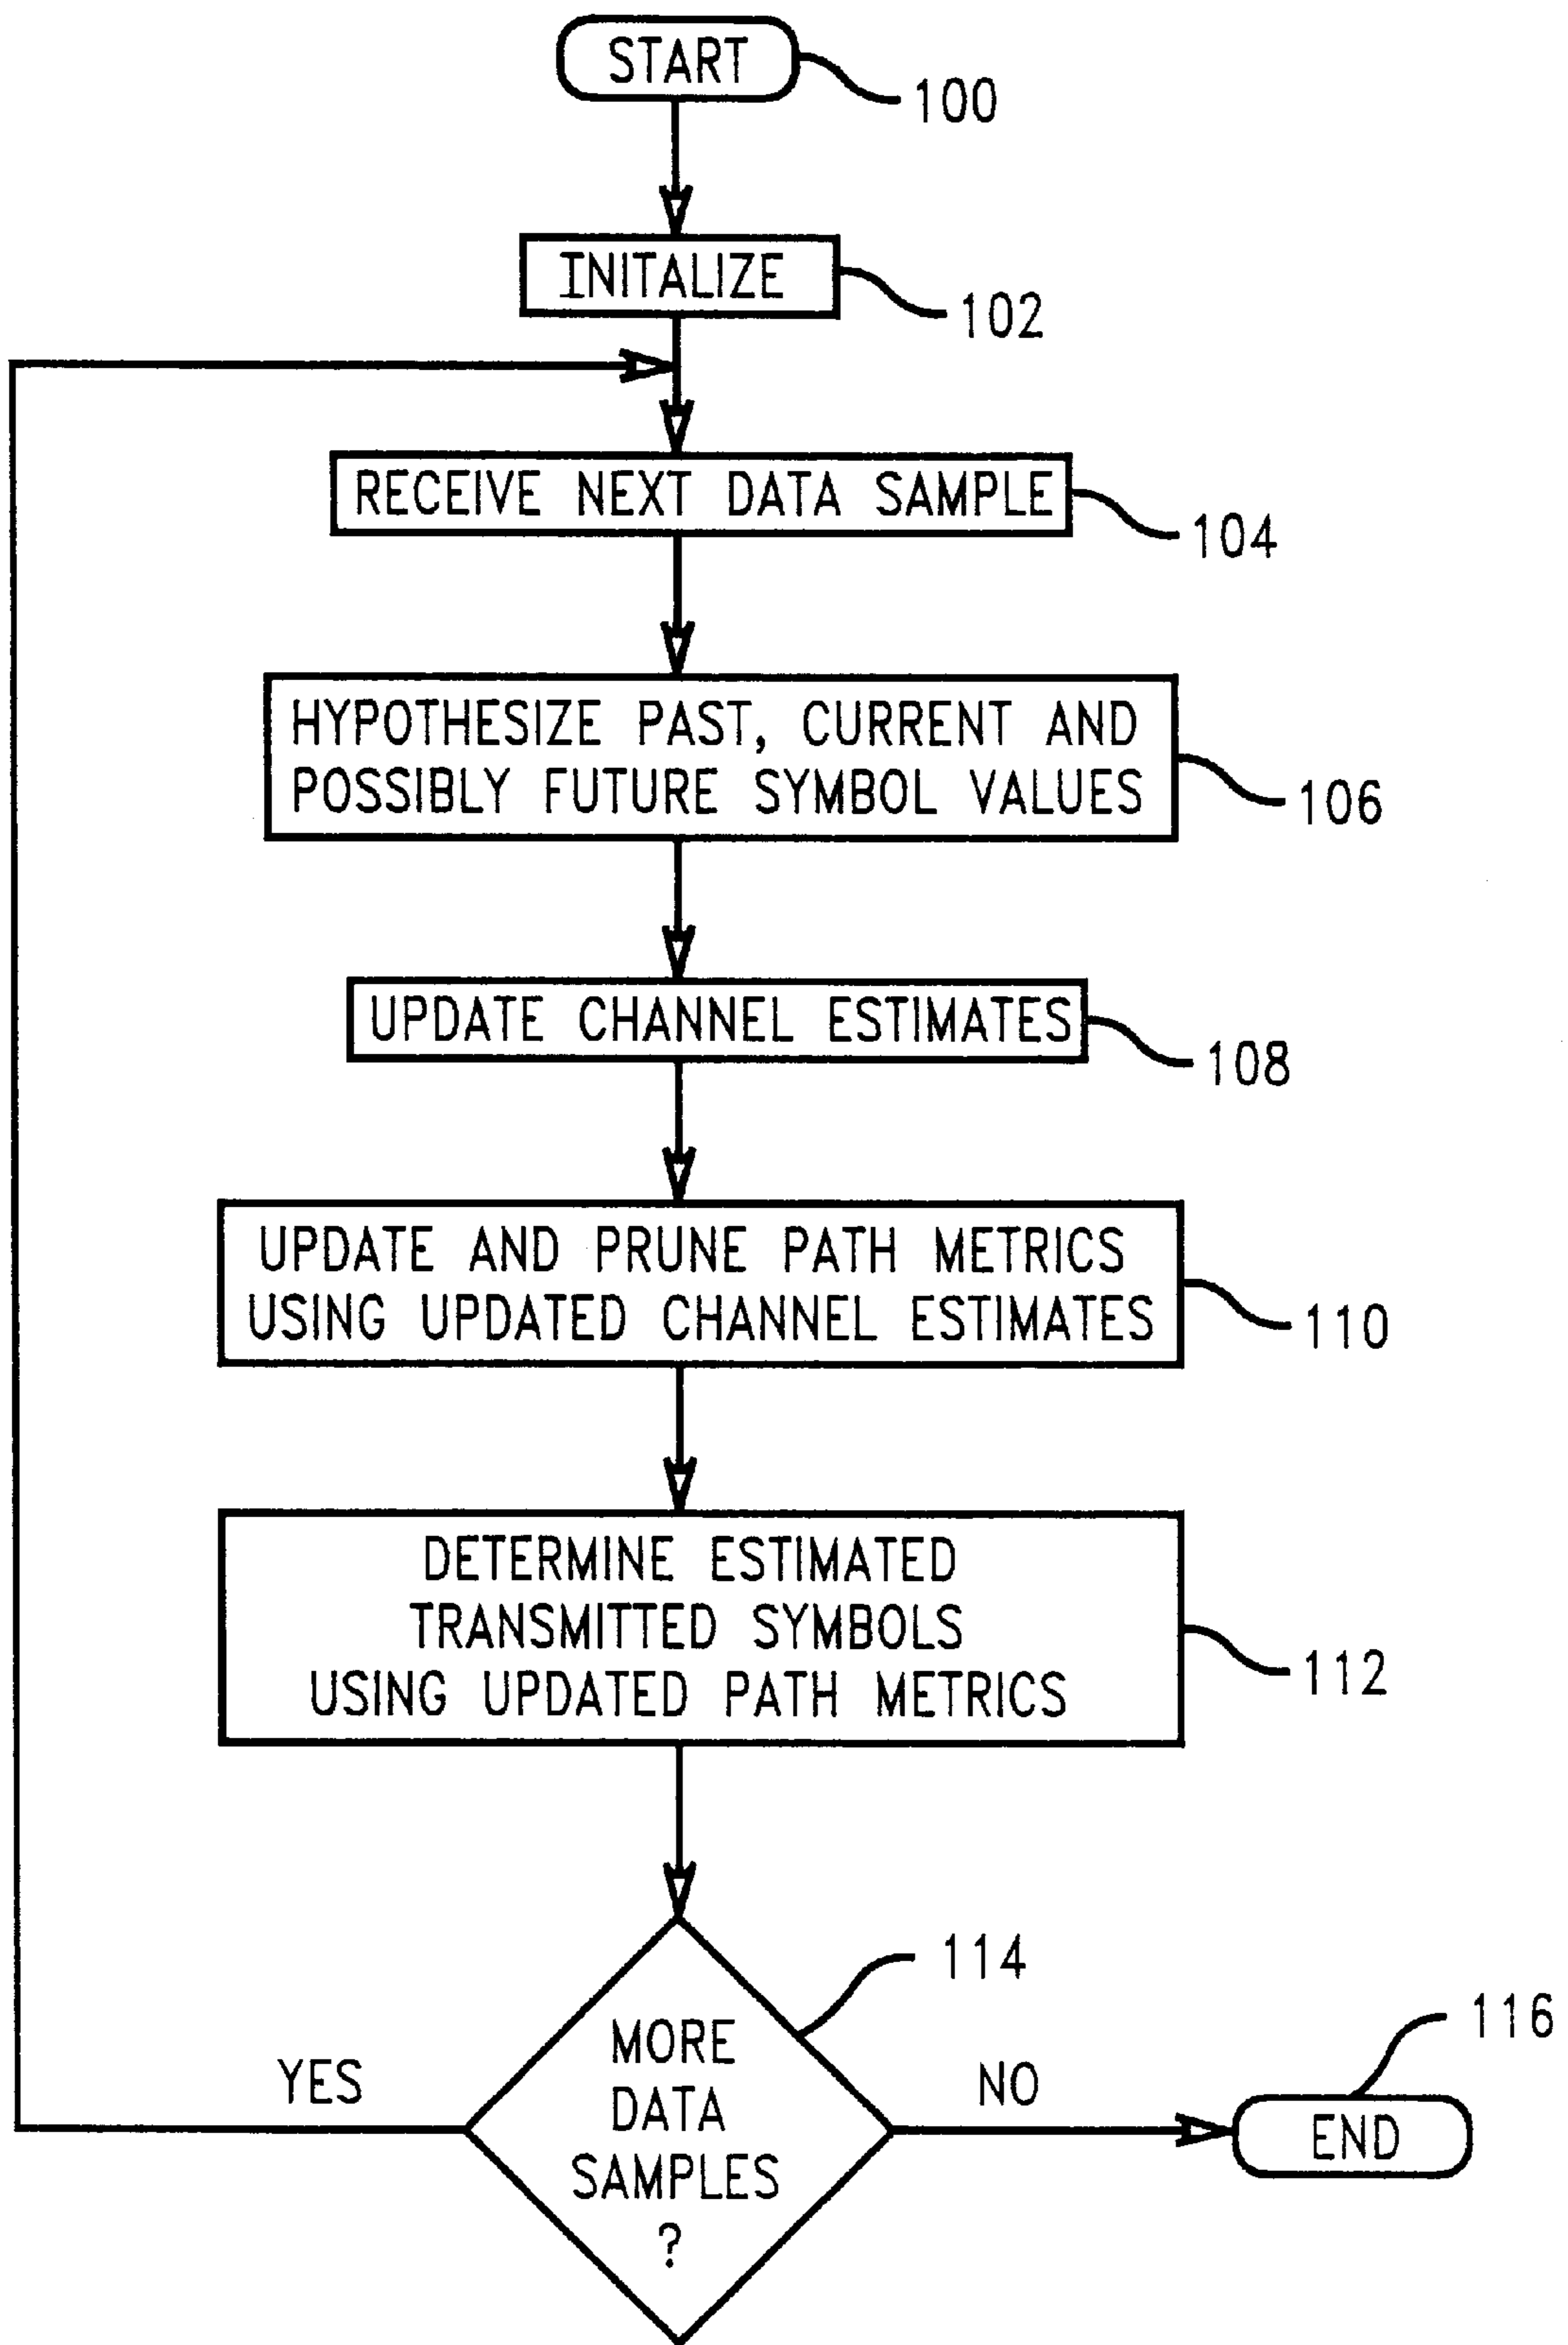 START
100
INITALIZE
102
RECEIVE NEXT DATA SAMPLE
104
HYPOTHESIZE PAST, CURRENT AND
POSSIBLY FUTURE SYMBOL VALUES
106
UPDATE CHANNEL ESTIMATES
108
UPDATE AND PRUNE PATH METRICS
USING UPDATED CHANNEL ESTIMATES
110
DETERMINE ESTIMATED
TRANSMITTED SYMBOLS
USING UPDATED PATH METRICS
112
114
MORE
DATA
SAMPLES
?
YES
NO
116
END